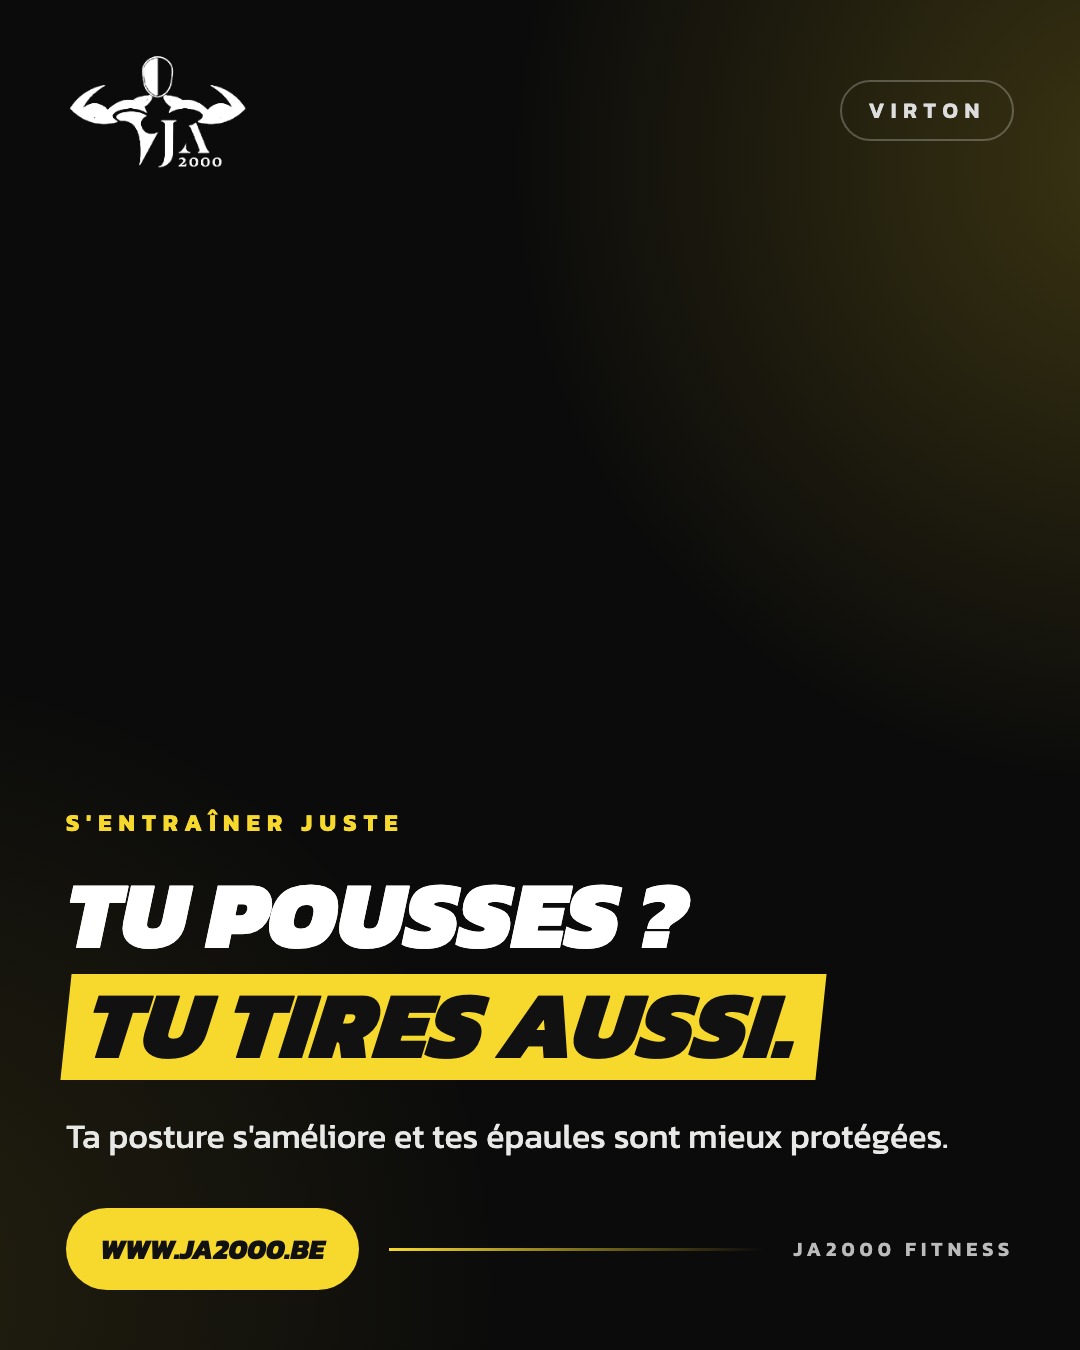 JA
2000
VIRTON
S'ENTRAÎNER JUSTE
TU POUSSES ?
TU TIRES AUSSI.
Ta posture s'améliore et tes épaules sont mieux protégées.
WWW.JA2000.BE
JA2000 FITNESS